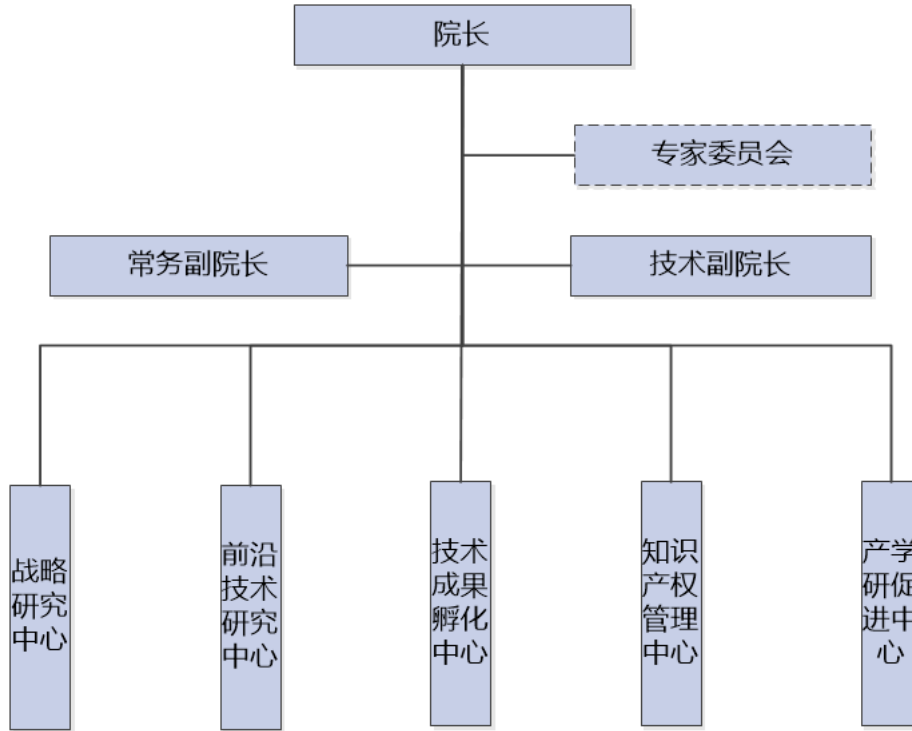 院长
专家委员会
常务副院长
技术副院长
战略
研究
中心
前沿
技术
研究
中心
技术
成果
孵化
中心
知识
产权
管理
中心
产学
研促
进中
心